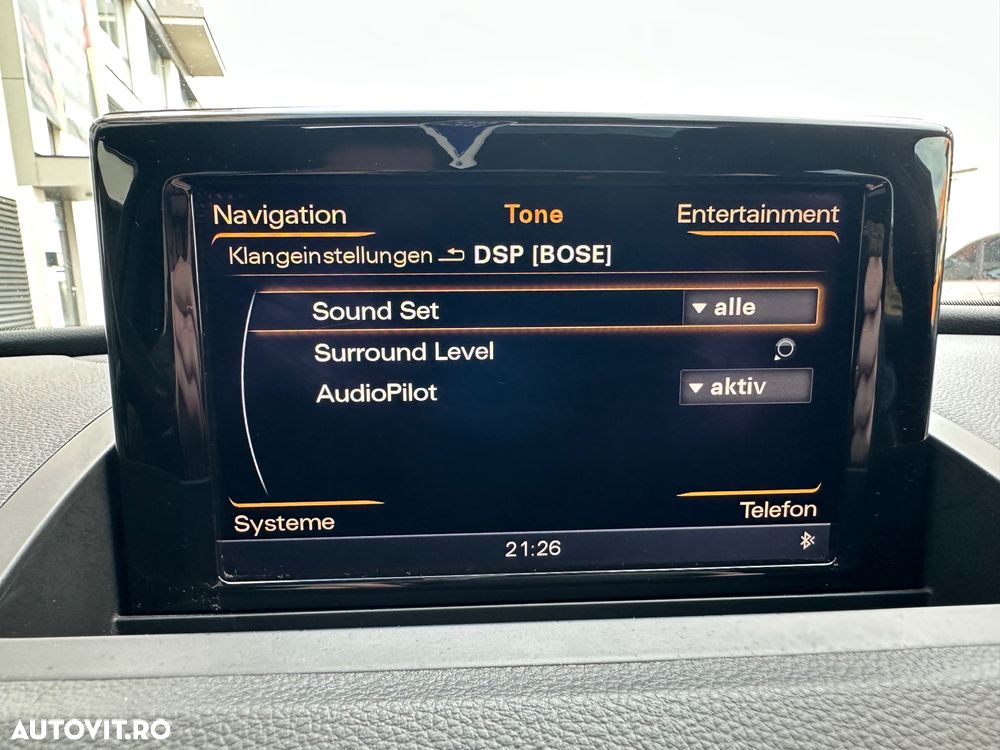 Navigation Tone Entertainment
Klangeinstellungen DSP [BOSE]
Sound Set alle
Surround Level
AudioPilot aktiv
Systeme Telefon
21:26
AUTOVIT.RO